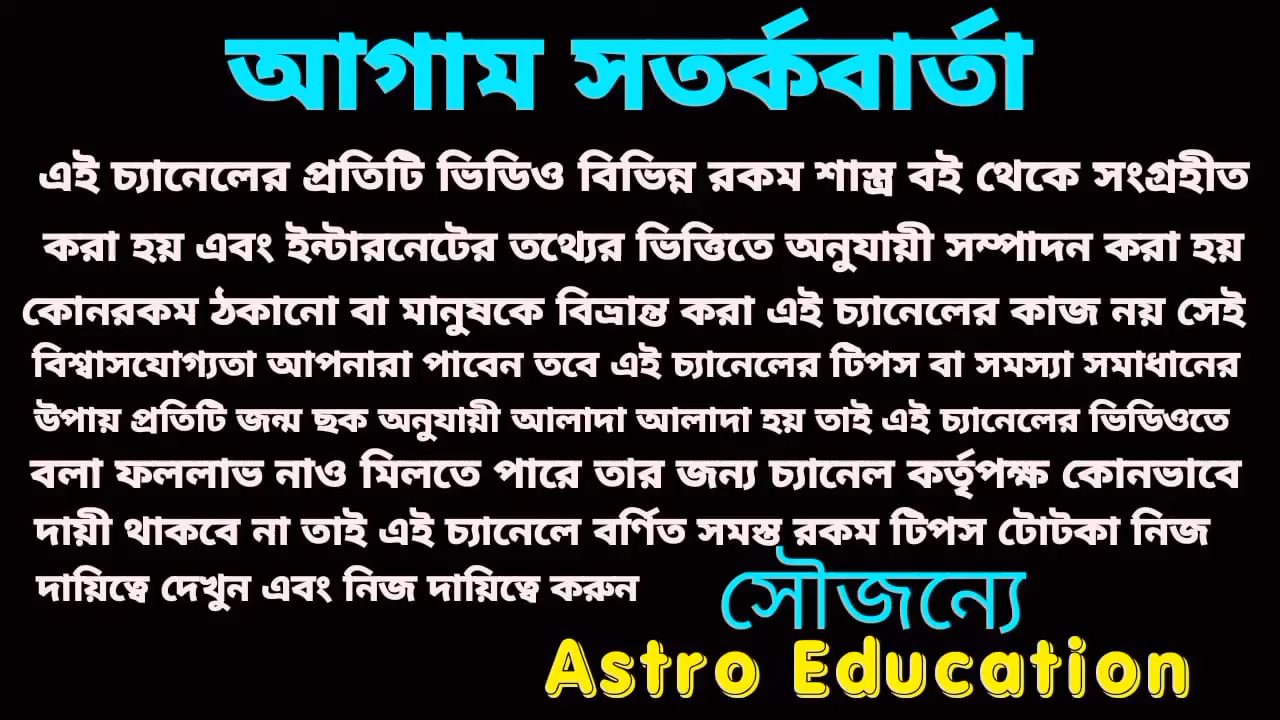 আগাম সতর্কবার্তা
এই চ্যানেলের প্রতিটি ভিডিও বিভিন্ন রকম শাস্ত্র বই থেকে সংগ্রহীত
করা হয় এবং ইন্টারনেটের তথ্যের ভিত্তিতে অনুযায়ী সম্পাদন করা হয়
কোনরকম ঠকানো বা মানুষকে বিভ্রান্ত করা এই চ্যানেলের কাজ নয় সেই
বিশ্বাসযোগ্যতা আপনারা পাবেন তবে এই চ্যানেলের টিপস বা সমস্যা সমাধানের
উপায় প্রতিটি জন্ম ছক অনুযায়ী আলাদা আলাদা হয় তাই এই চ্যানেলের ভিডিওতে
বলা ফললাভ নাও মিলতে পারে তার জন্য চ্যানেল কর্তৃপক্ষ কোনভাবে
দায়ী থাকবে না তাই এই চ্যানেলে বর্ণিত সমস্ত রকম টিপস টোটকা নিজ
দায়িত্বে দেখুন এবং নিজ দায়িত্বে করুন
সৌজন্যে
Astro Education